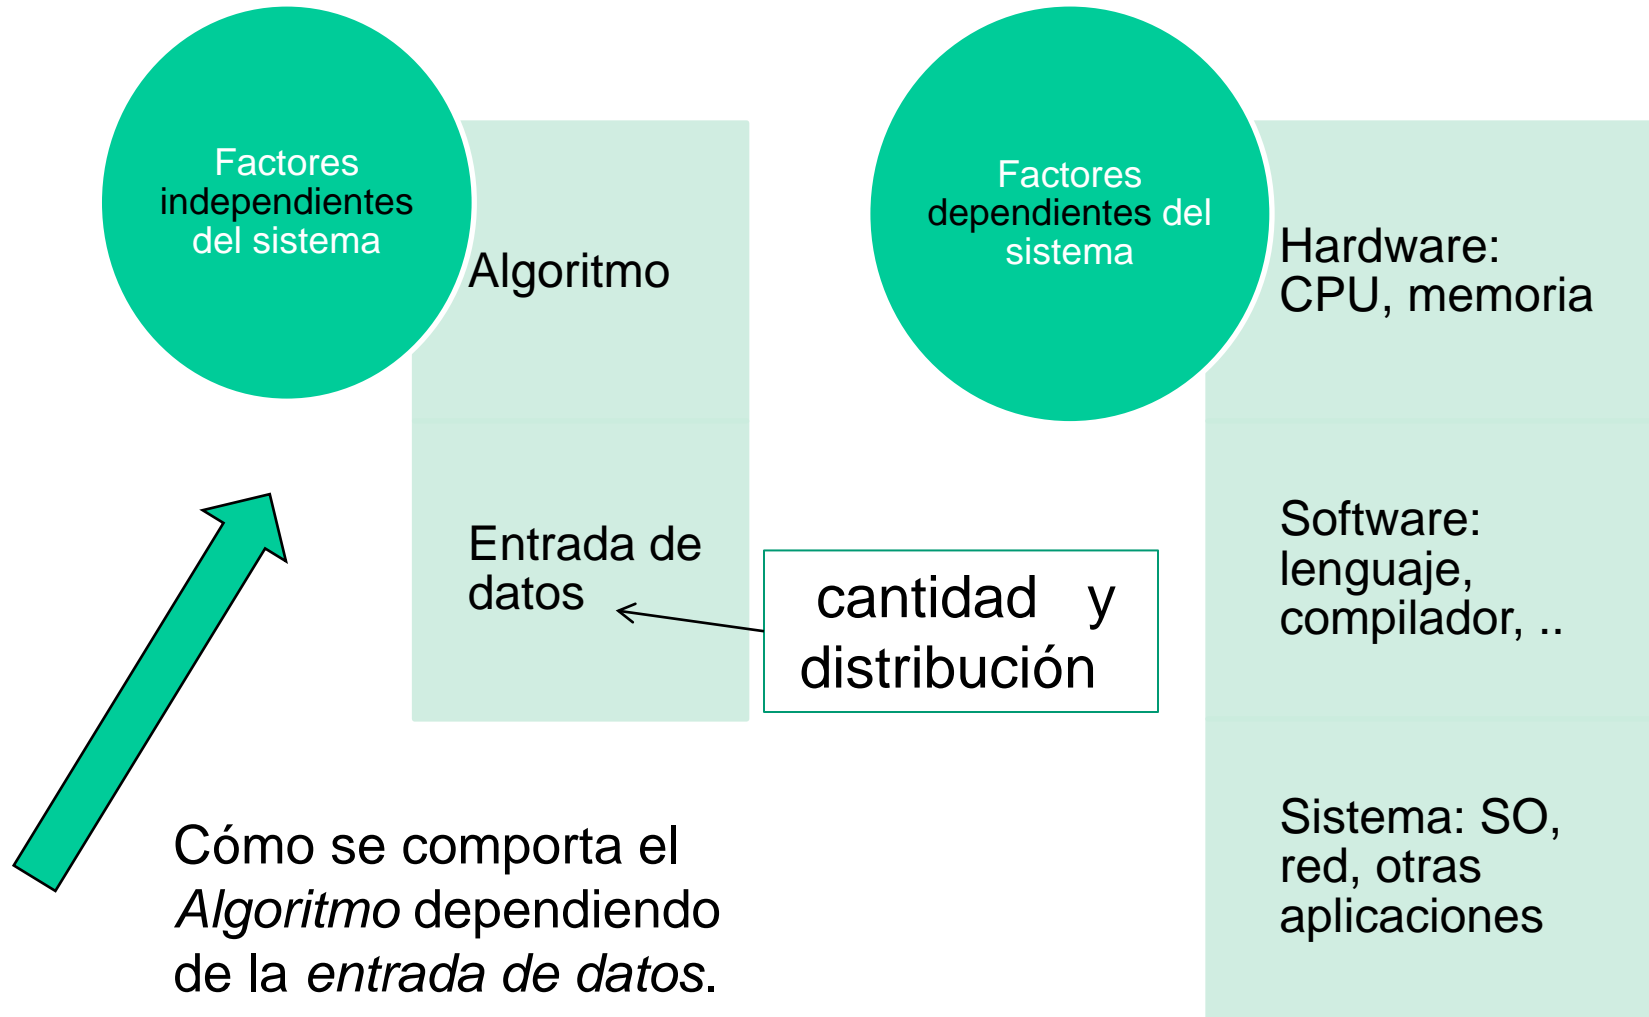 Factores
independientes
del sistema
Algoritmo
Entrada de
datos
cantidad y
distribución
Cómo se comporta el
Algoritmo dependiendo
de la entrada de datos.
Factores
dependientes del
sistema
Hardware:
CPU, memoria
Software:
lenguaje,
compilador, ..
Sistema: SO,
red, otras
aplicaciones